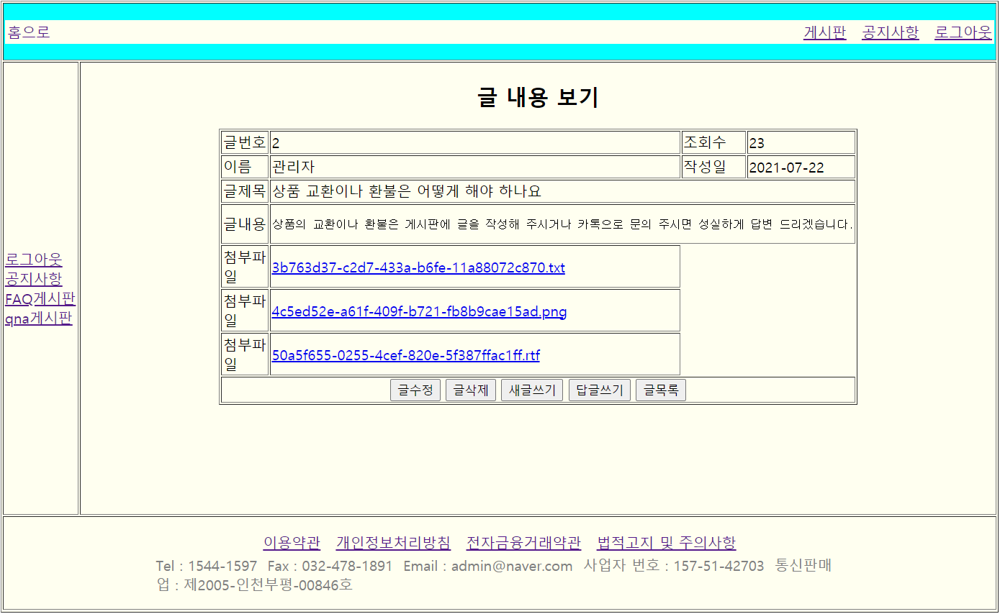 홈으로 게시판 공지사항 로그아웃
로그아웃
공지사항
FAQ게시판
qna게시판
글 내용 보기
글번호 2 조회수 23
이름 관리자 작성일 2021-07-22
글제목 상품 교환이나 환불은 어떻게 해야 하나요
글내용 상품의 교환이나 환불은 게시판에 글을 작성해 주시거나 카톡으로 문의 주시면 성실하게 답변 드리겠습니다.
첨부파
일 3b763d37-c2d7-433a-b6fe-11a88072c870.txt
첨부파
일 4c5ed52e-a61f-409f-b721-fb8b9cae15ad.png
첨부파
일 50a5f655-0255-4cef-820e-5f387ffac1ff.rtf
글수정 글삭제 새글쓰기 답글쓰기 글목록
이용약관 개인정보처리방침 전자금융거래약관 법적고지 및 주의사항
Tel : 1544-1597 Fax : 032-478-1891 Email : admin@naver.com 사업자 번호 : 157-51-42703 통신판매
업 : 제2005-인천부평-00846호